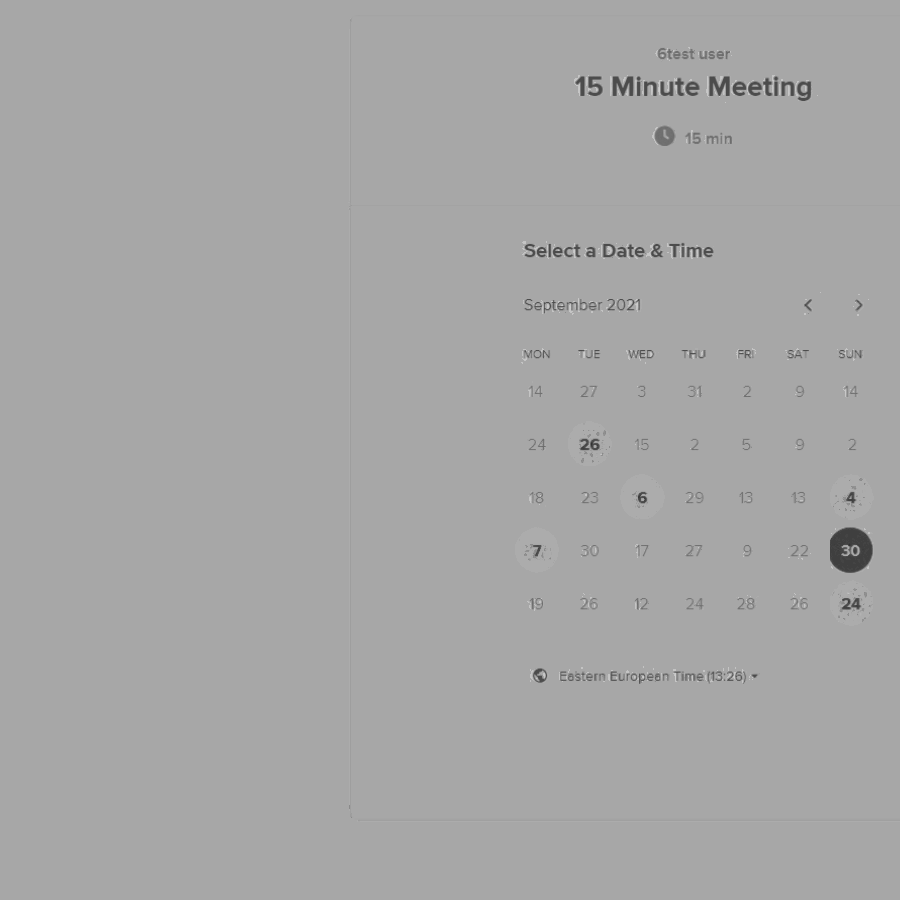 6test user
15 Minute Meeting
15 min
Select a Date & Time
September 2021
MON TUE WED THU FRI SAT SUN
14 27 3 31 2 9 14
24 26 15 2 5 9 2
18 23 6 29 13 13 4
7 30 17 27 9 22 30
19 26 12 24 28 26 24
Eastern European Time (13:26)